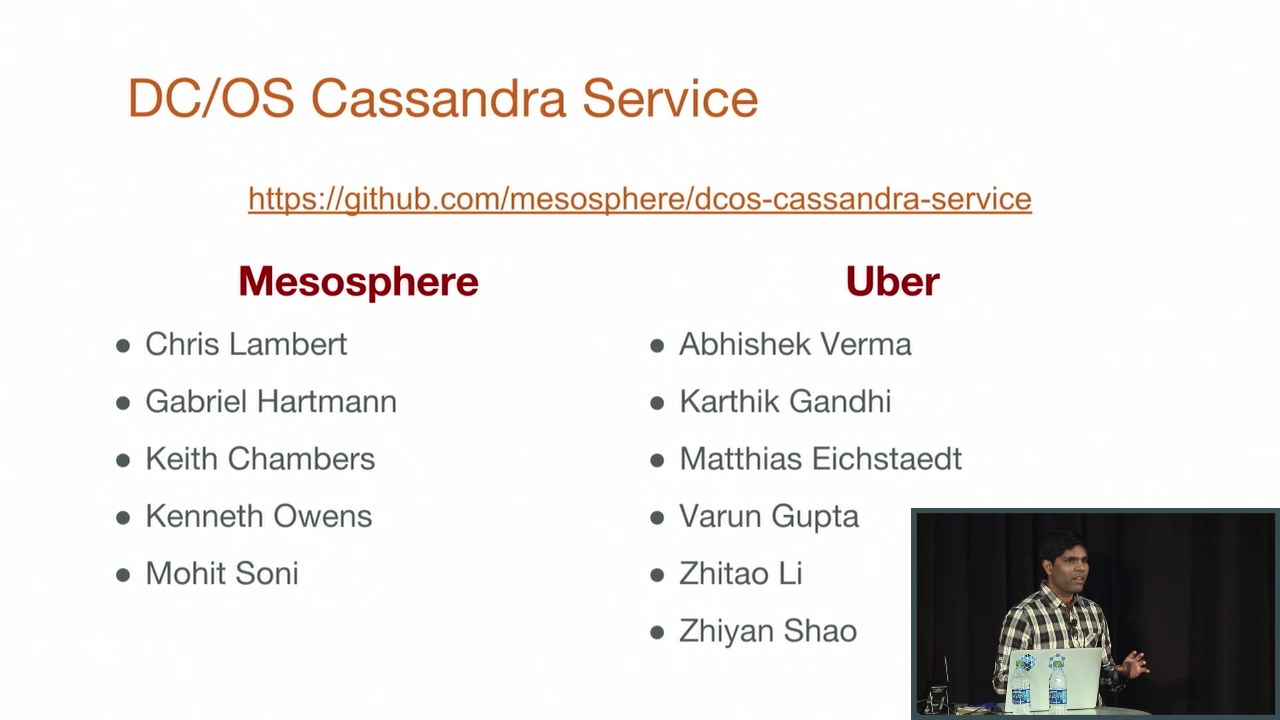 DC/OS Cassandra Service
https://github.com/mesosphere/dcos-cassandra-service
Mesosphere
● Chris Lambert
● Gabriel Hartmann
● Keith Chambers
● Kenneth Owens
● Mohit Soni
Uber
● Abhishek Verma
● Karthik Gandhi
● Matthias Eichstaedt
● Varun Gupta
● Zhitao Li
● Zhiyan Shao